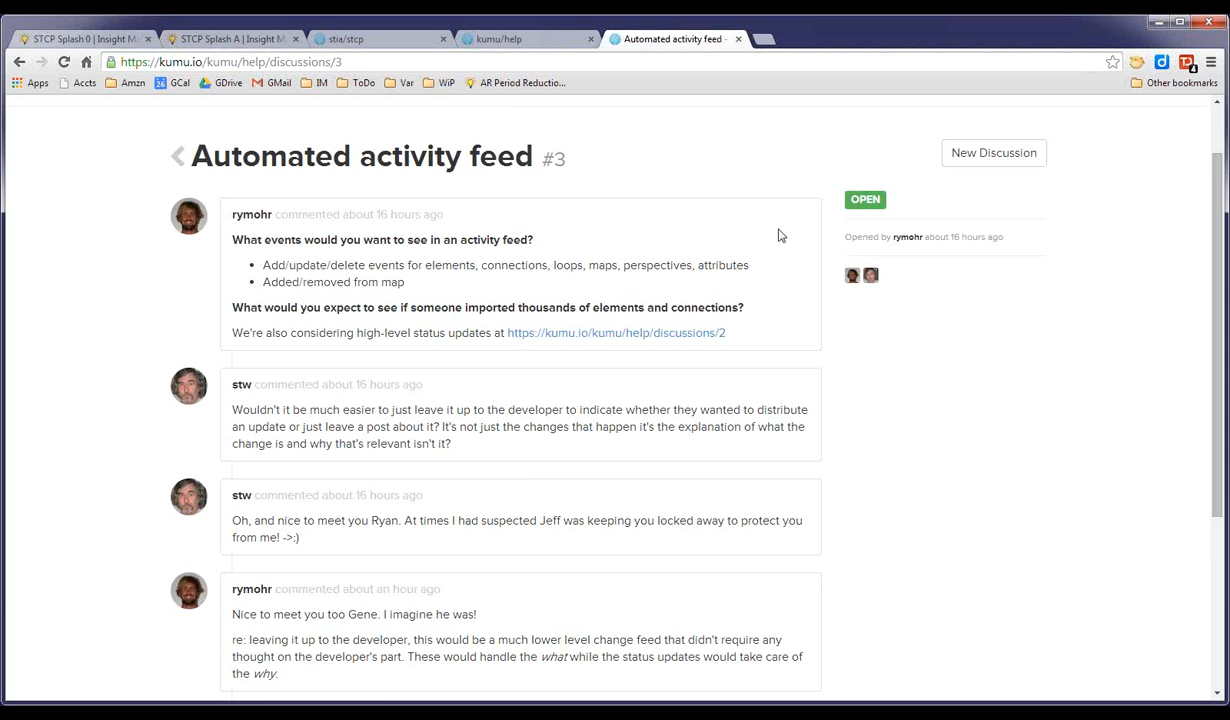 STCP Splash 0 | Insight M
STCP Splash A | Insight M
stia/stcp
kumu/help
Automated activity feed -
https://kumu.io/kumu/help/discussions/3
Apps
Accts
Amzn
26
GCal
GDrive
GMail
IM
ToDo
Var
WiP
AR Period Reductio...
4
Other bookmarks
Automated activity feed #3
New Discussion
OPEN
Opened by rymohr about 16 hours ago
rymohr commented about 16 hours ago
What events would you want to see in an activity feed?
• Add/update/delete events for elements, connections, loops, maps, perspectives, attributes
• Added/removed from map
What would you expect to see if someone imported thousands of elements and connections?
We're also considering high-level status updates at https://kumu.io/kumu/help/discussions/2
stw commented about 16 hours ago
Wouldn't it be much easier to just leave it up to the developer to indicate whether they wanted to distribute
an update or just leave a post about it? It's not just the changes that happen it's the explanation of what the
change is and why that's relevant isn't it?
stw commented about 16 hours ago
Oh, and nice to meet you Ryan. At times I had suspected Jeff was keeping you locked away to protect you
from me! ->:)
rymohr commented about an hour ago
Nice to meet you too Gene. I imagine he was!
re: leaving it up to the developer, this would be a much lower level change feed that didn't require any
thought on the developer's part. These would handle the what while the status updates would take care of
the why.